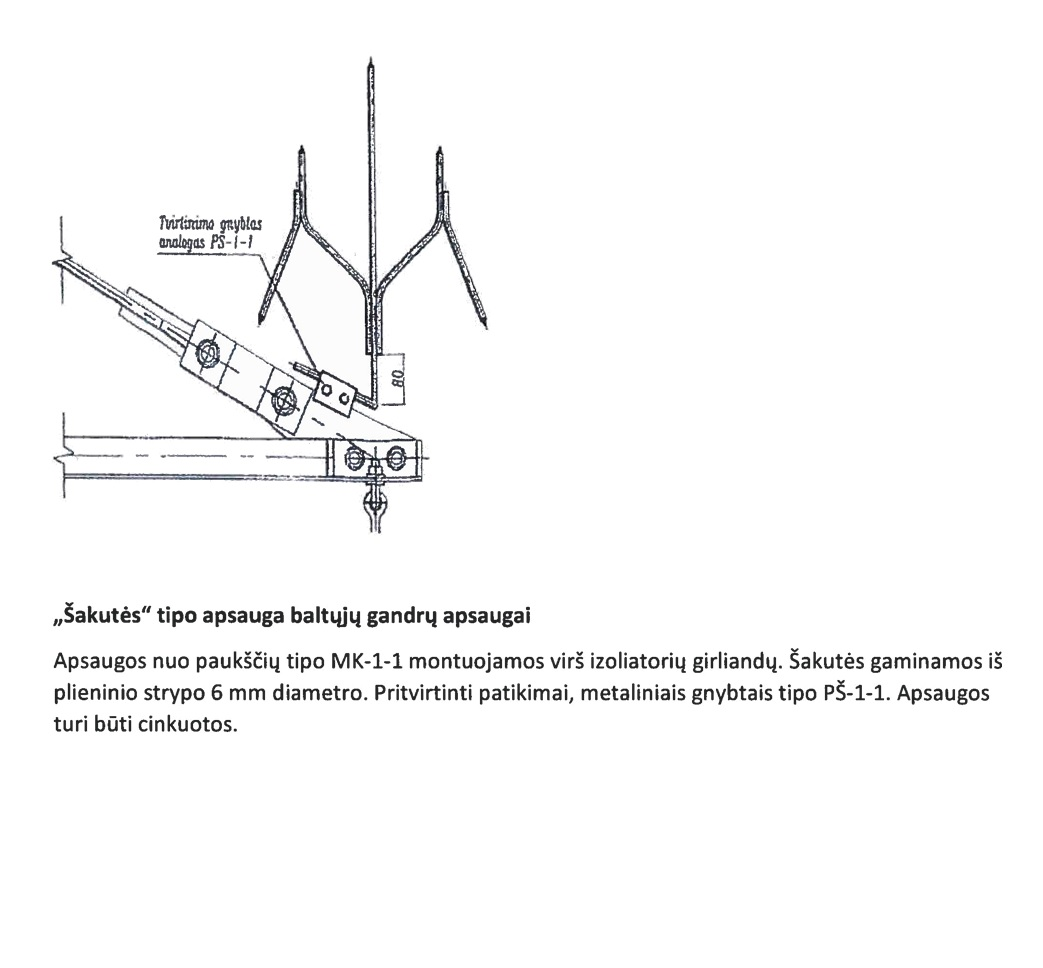 Tvirtinimo gnybtas
analogas PS-1-1
80
„Šakutės“ tipo apsauga baltųjų gandrų apsaugai
Apsaugos nuo paukščių tipo MK-1-1 montuojamos virš izoliatorių girliandų. Šakutės gaminamos iš
plieninio strypo 6 mm diametro. Pritvirtinti patikimai, metaliniais gnybtais tipo PŠ-1-1. Apsaugos
turi būti cinkuotos.